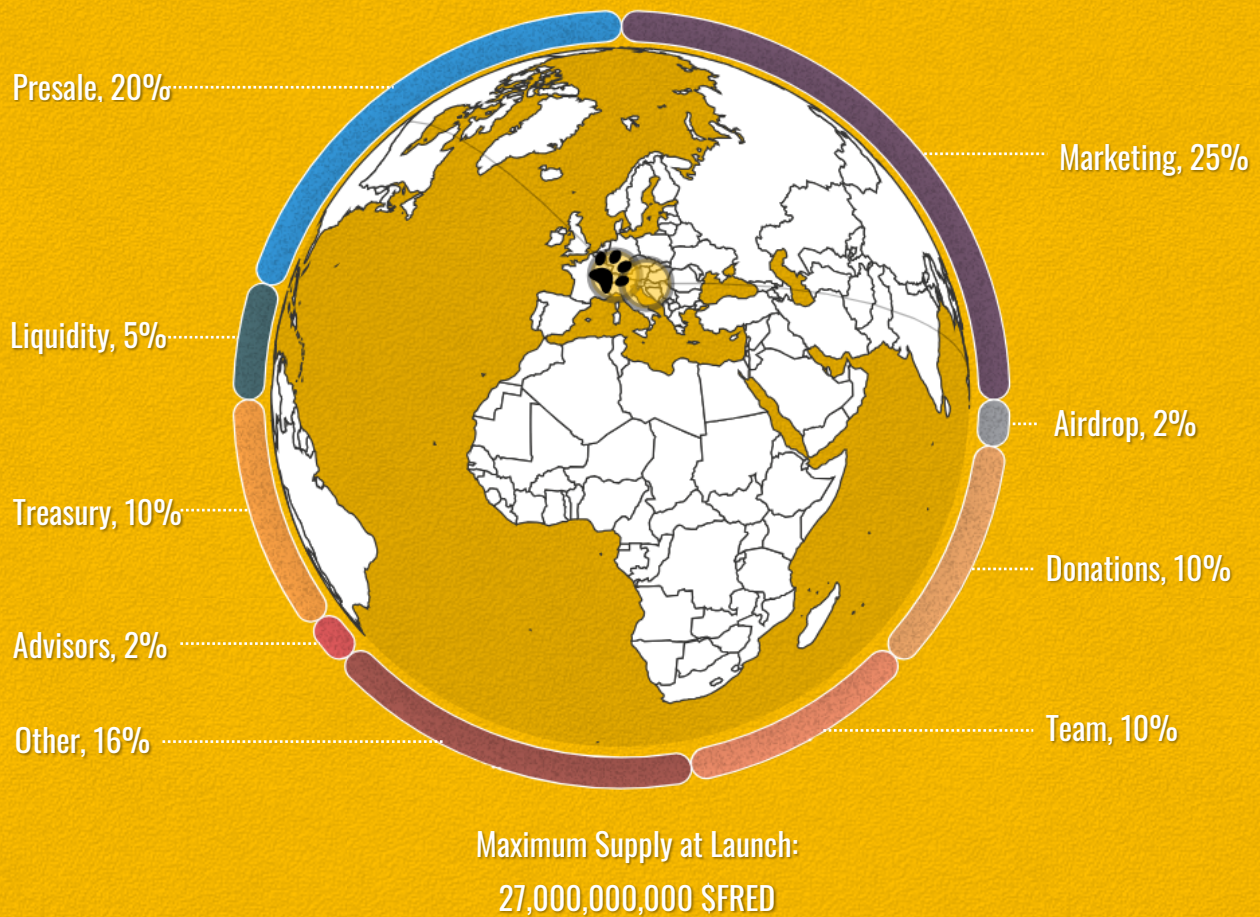 Presale, 20%
Marketing, 25%
Liquidity, 5%
Airdrop, 2%
Treasury, 10%
Donations, 10%
Advisors, 2%
Other, 16%
Team, 10%
Maximum Supply at Launch:
27,000,000,000 $FRED